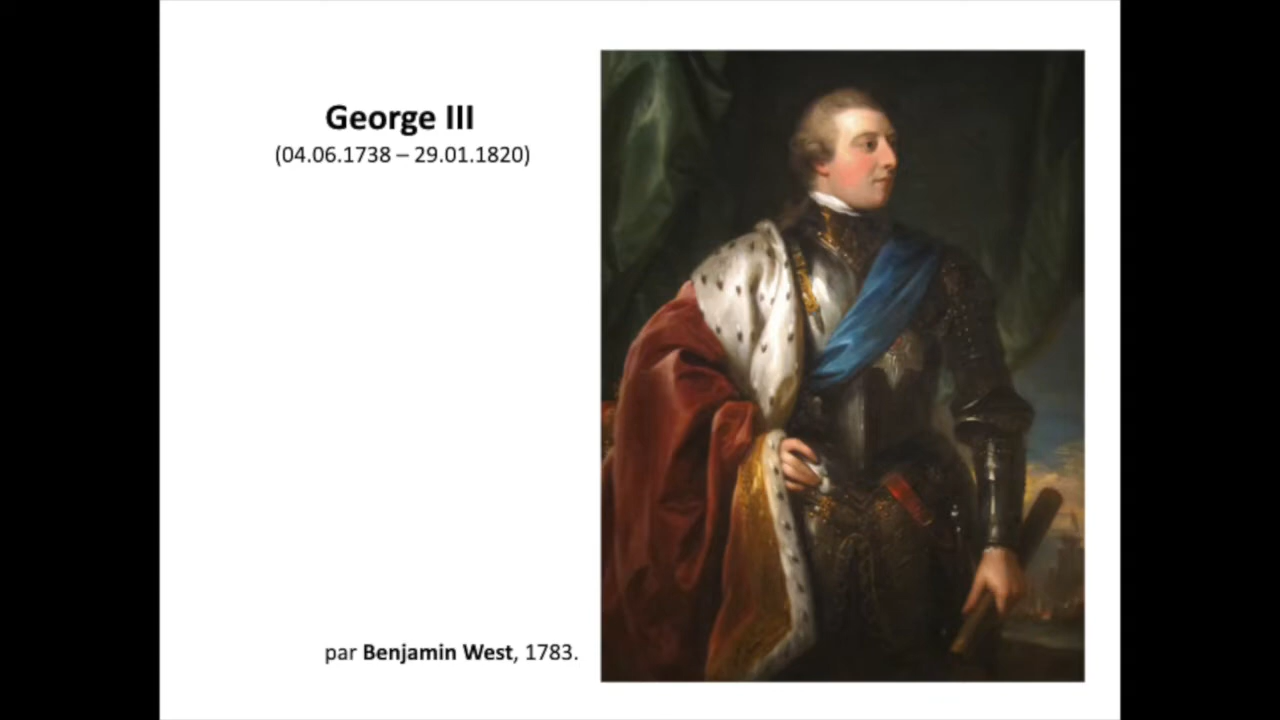 George III
(04.06.1738 – 29.01.1820)
par Benjamin West, 1783.